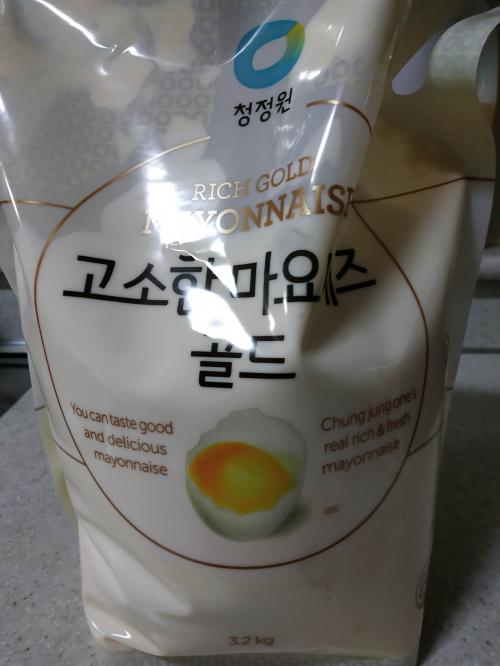 청정원
RICH GOLD
MAYONNAISE
고소한 마요네즈
골드
You can taste good
and delicious
mayonnaise
Chung jung one's
real rich & fresh
mayonnaise
3.2 kg